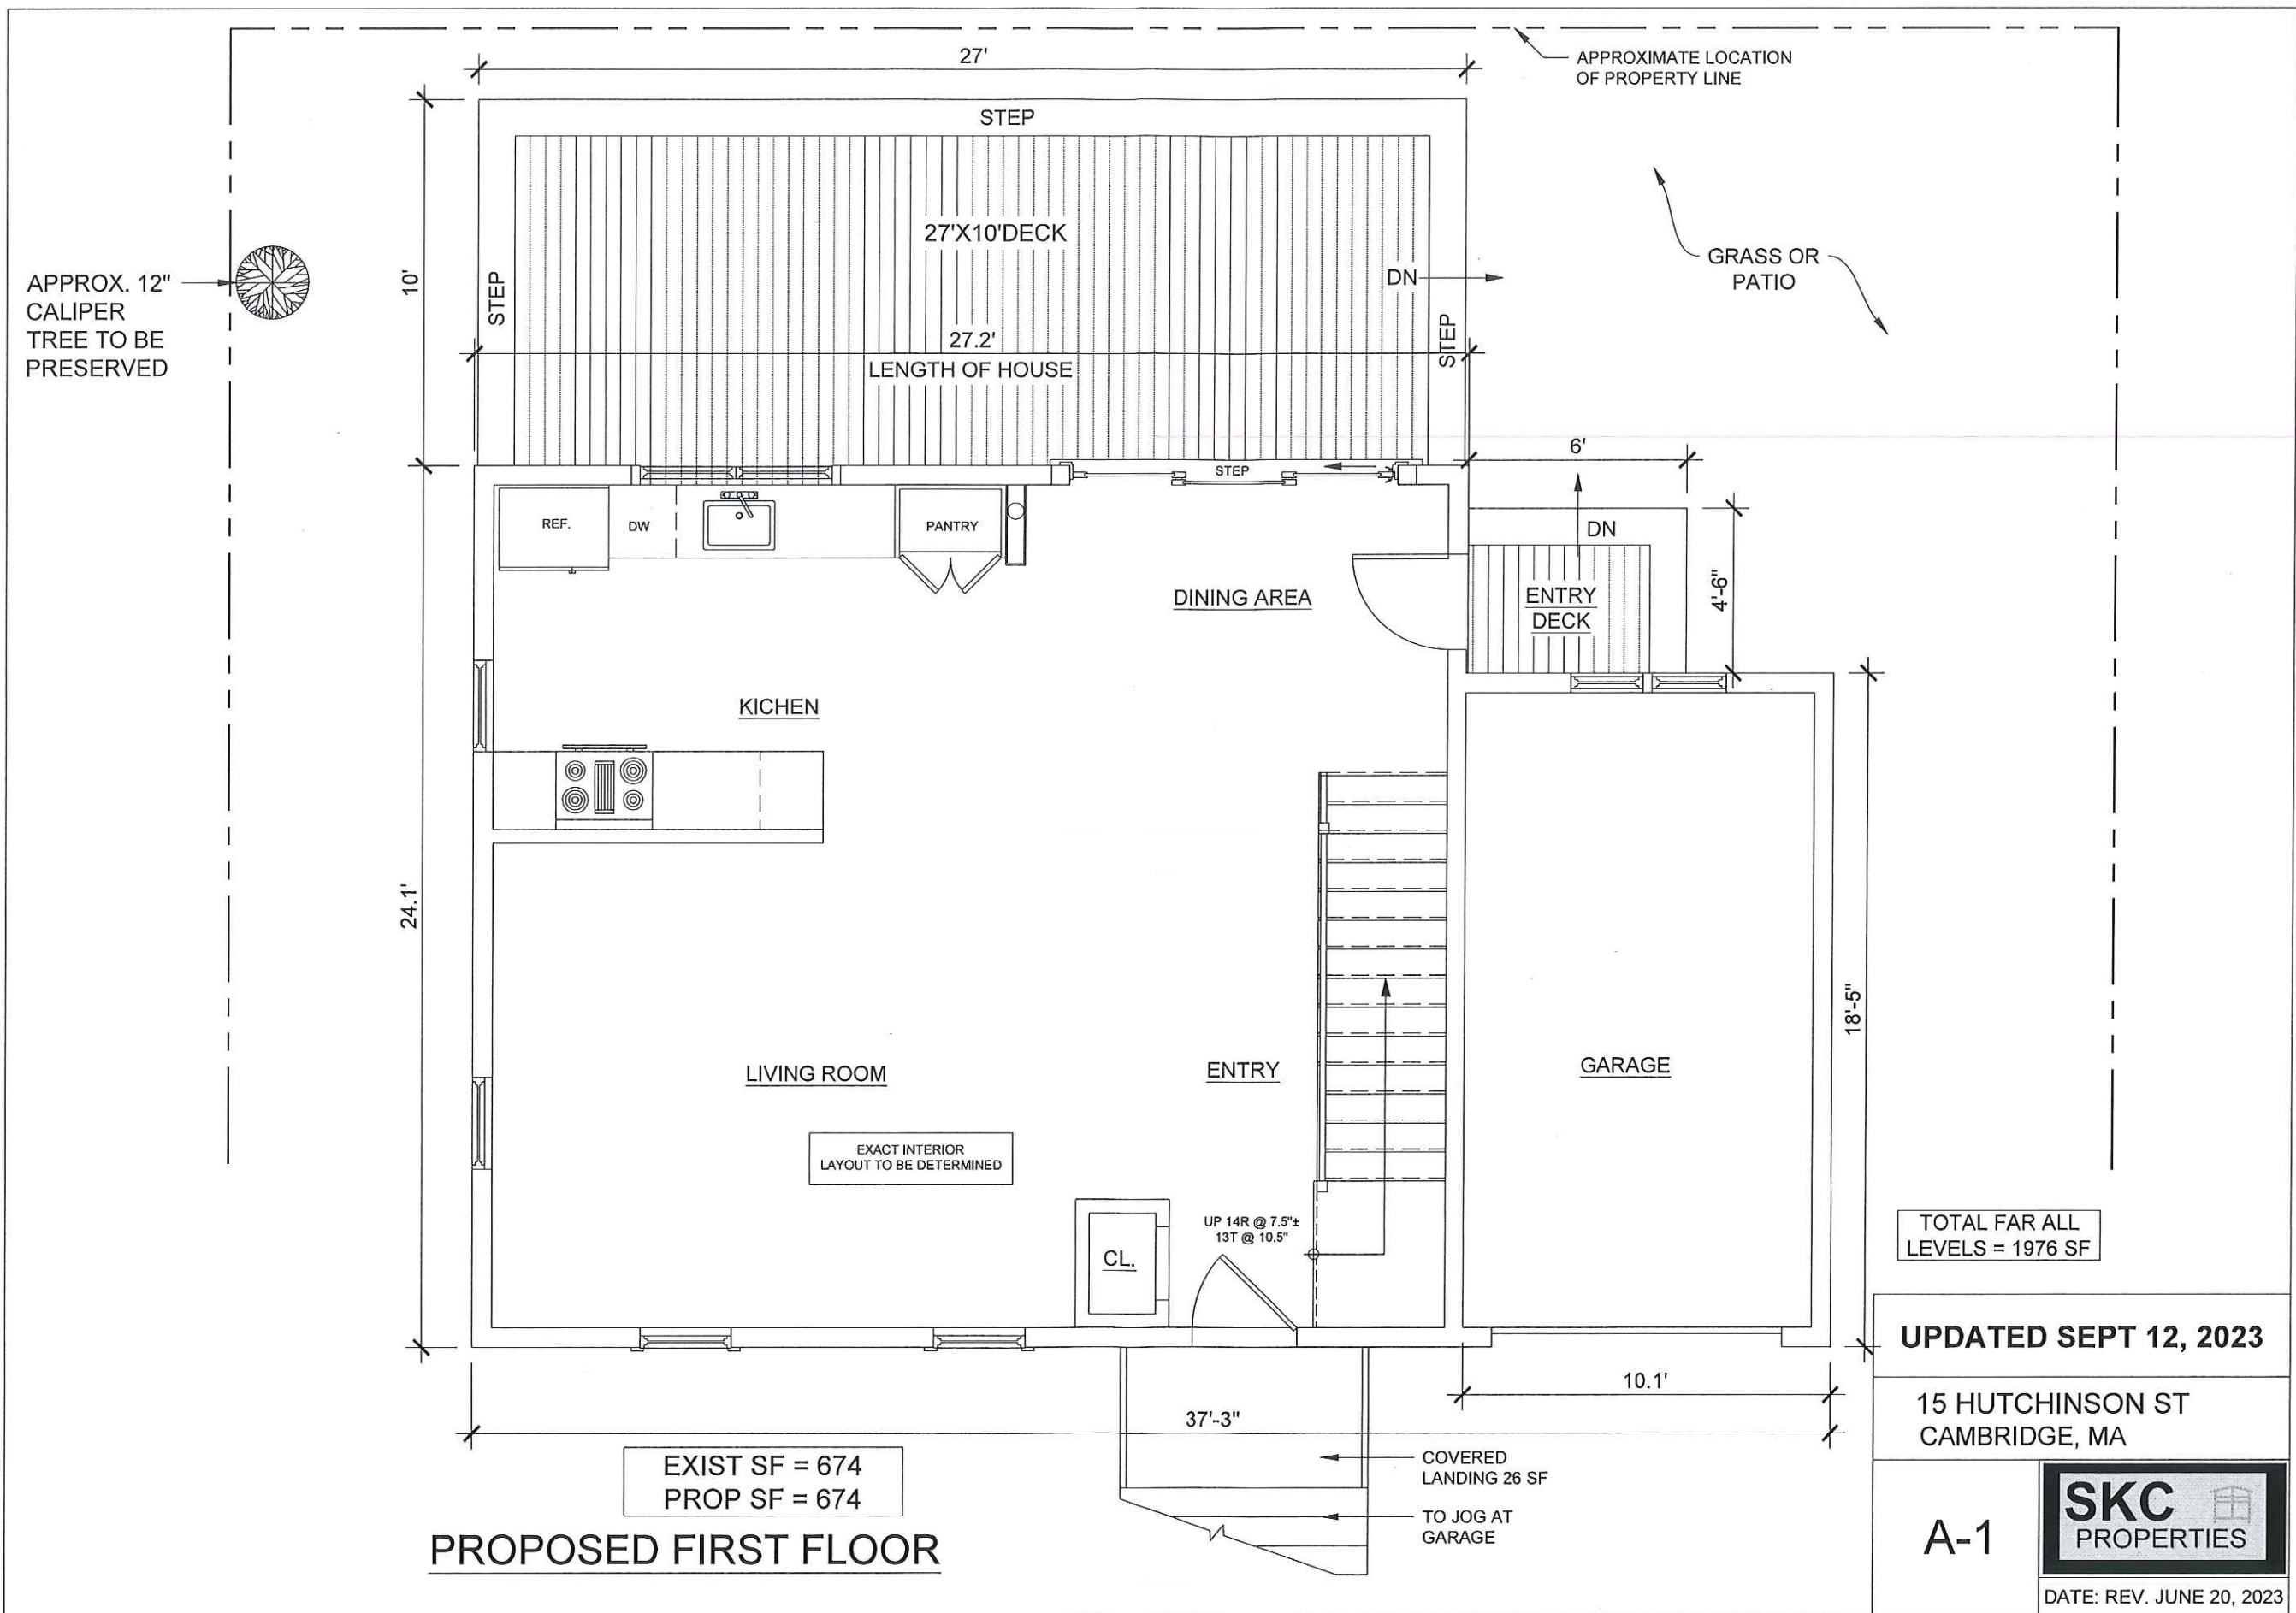 APPROXIMATE LOCATION
OF PROPERTY LINE
27'
STEP
27'X10'DECK
10'
STEP
DN
STEP
GRASS OR
PATIO
APPROX. 12"
CALIPER
TREE TO BE
PRESERVED
27.2'
LENGTH OF HOUSE
6'
STEP
REF.
DW
PANTRY
DN
DINING AREA
ENTRY
DECK
4'-6"
KICHEN
24.1'
18'-5"
LIVING ROOM
ENTRY
GARAGE
EXACT INTERIOR
LAYOUT TO BE DETERMINED
UP 14R @ 7.5"±
13T @ 10.5"
CL.
TOTAL FAR ALL
LEVELS = 1976 SF
UPDATED SEPT 12, 2023
10.1'
37'-3"
15 HUTCHINSON ST
CAMBRIDGE, MA
EXIST SF = 674
PROP SF = 674
COVERED
LANDING 26 SF
TO JOG AT
GARAGE
PROPOSED FIRST FLOOR
A-1
SKC
PROPERTIES
DATE: REV. JUNE 20, 2023